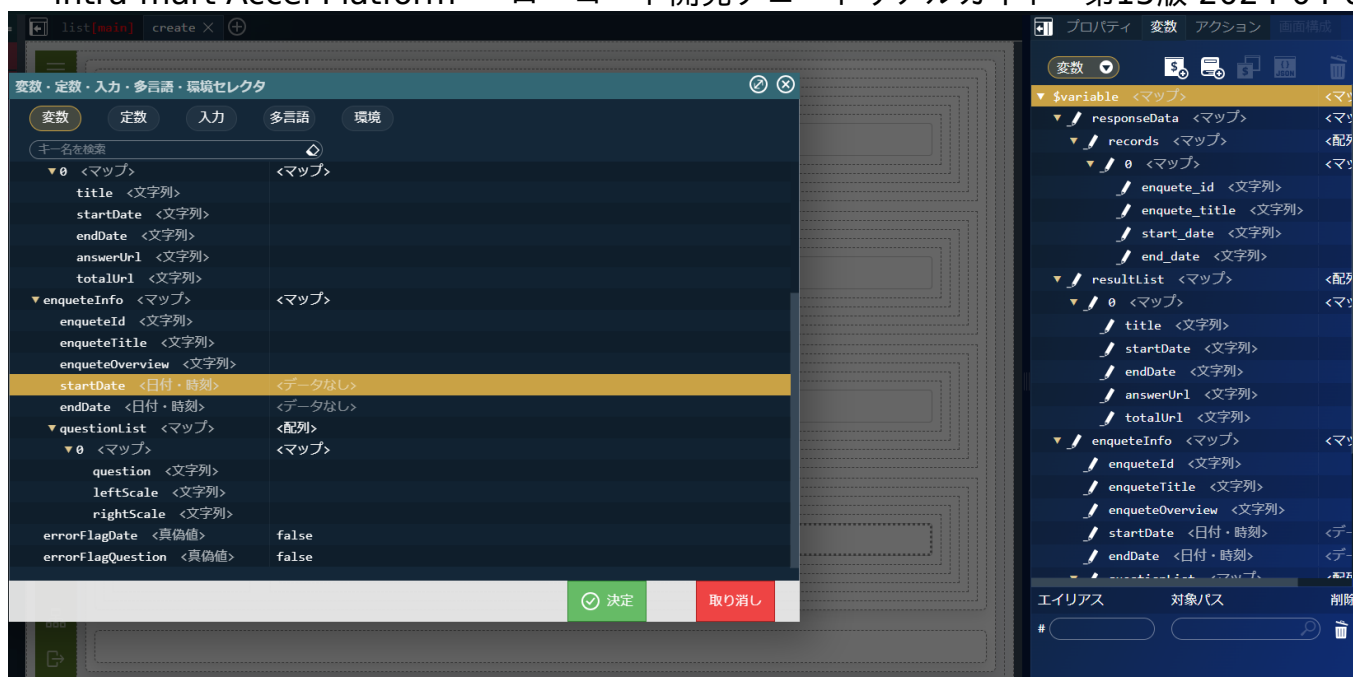 list[main] create × ⊕
プロパティ 変数 アクション 画面構成
変数
変数・定数・入力・多言語・環境セレクタ
変数 定数 入力 多言語 環境
キー名を検索
▼0 <マップ> <マップ>
title <文字列>
startDate <文字列>
endDate <文字列>
answerUrl <文字列>
totalUrl <文字列>
▼enqueteInfo <マップ> <マップ>
enqueteId <文字列>
enqueteTitle <文字列>
enqueteOverview <文字列>
startDate <日付・時刻> <データなし>
endDate <日付・時刻> <データなし>
▼questionList <マップ> <配列>
▼0 <マップ> <マップ>
question <文字列>
leftScale <文字列>
rightScale <文字列>
errorFlagDate <真偽値> false
errorFlagQuestion <真偽値> false
決定 取り消し
JSON
▼ $variable <マップ>
▼ responseData <マップ>
▼ records <マップ>
▼ 0 <マップ>
enquete_id <文字列>
enquete_title <文字列>
start_date <文字列>
end_date <文字列>
▼ resultList <マップ>
▼ 0 <マップ>
title <文字列>
startDate <文字列>
endDate <文字列>
answerUrl <文字列>
totalUrl <文字列>
▼ enqueteInfo <マップ>
enqueteId <文字列>
enqueteTitle <文字列>
enqueteOverview <文字列>
startDate <日付・時刻>
endDate <日付・時刻>
エイリアス 対象パス 削除
#